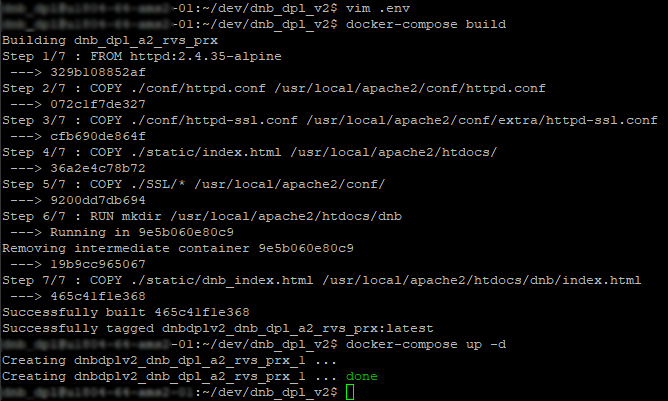 -01:~/dev/dnb_dpl_v2$ vim .env
-01:~/dev/dnb_dpl_v2$ docker-compose build
Building dnb_dpl_a2_rvs_prx
Step 1/7 : FROM httpd:2.4.35-alpine
---> 329b108852af
Step 2/7 : COPY ./conf/httpd.conf /usr/local/apache2/conf/httpd.conf
---> 072c1f7de327
Step 3/7 : COPY ./conf/httpd-ssl.conf /usr/local/apache2/conf/extra/httpd-ssl.conf
---> cfb690de864f
Step 4/7 : COPY ./static/index.html /usr/local/apache2/htdocs/
---> 36a2e4c78b72
Step 5/7 : COPY ./SSL/* /usr/local/apache2/conf/
---> 9200dd7db694
Step 6/7 : RUN mkdir /usr/local/apache2/htdocs/dnb
---> Running in 9e5b060e80c9
Removing intermediate container 9e5b060e80c9
---> 19b9cc965067
Step 7/7 : COPY ./static/dnb_index.html /usr/local/apache2/htdocs/dnb/index.html
---> 465c41f1e368
Successfully built 465c41f1e368
Successfully tagged dnbdplv2_dnb_dpl_a2_rvs_prx:latest
-01:~/dev/dnb_dpl_v2$ docker-compose up -d
Creating dnbdplv2_dnb_dpl_a2_rvs_prx_1 ...
Creating dnbdplv2_dnb_dpl_a2_rvs_prx_1 ... done
:~/dev/dnb_dpl_v2$